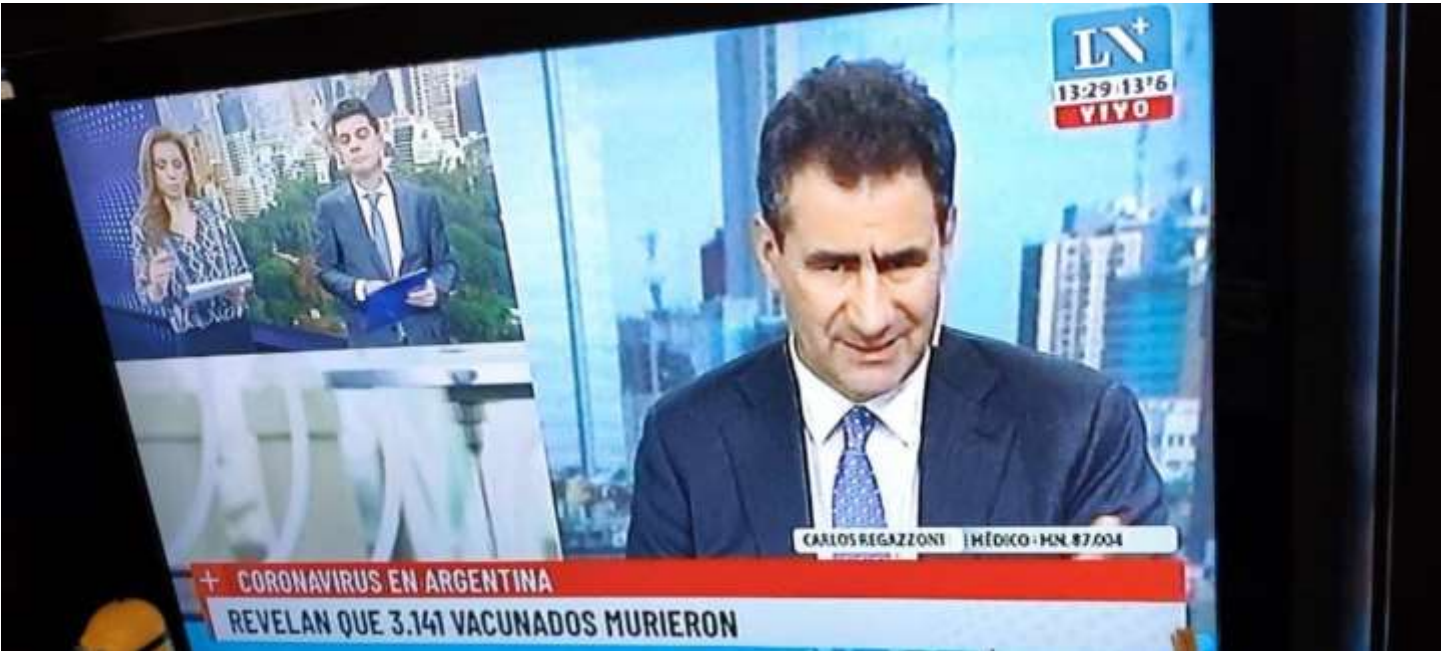 LN+
13:29 13°6
VIVO
CARLOS REGAZZONI | MÉDICO - M.N. 87.004
+ CORONAVIRUS EN ARGENTINA
REVELAN QUE 3.141 VACUNADOS MURIERON